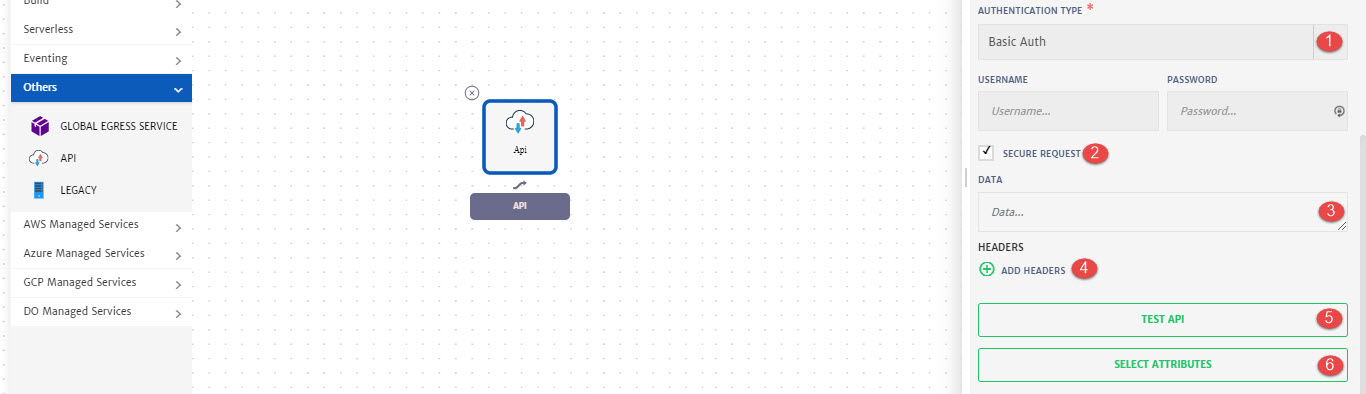 Build
Serverless
Eventing
Others
GLOBAL EGRESS SERVICE
API
LEGACY
AWS Managed Services
Azure Managed Services
GCP Managed Services
DO Managed Services
Api
API
AUTHENTICATION TYPE *
Basic Auth 1
USERNAME PASSWORD
Username... Password...
SECURE REQUEST 2
DATA
Data... 3
HEADERS
ADD HEADERS 4
TEST API 5
SELECT ATTRIBUTES 6